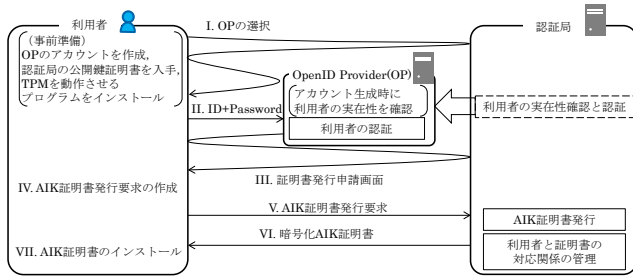 利用者
(事前準備)
OPのアカウントを作成,
認証局の公開鍵証明書を入手,
TPMを動作させる
プログラムをインストール
I. OPの選択
認証局
OpenID Provider(OP)
アカウント生成時に
利用者の実在性を確認
利用者の認証
利用者の実在性確認と認証
II. ID+Password
III. 証明書発行申請画面
IV. AIK証明書発行要求の作成
V. AIK証明書発行要求
AIK証明書発行
VI. 暗号化AIK証明書
利用者と証明書の
対応関係の管理
VII. AIK証明書のインストール